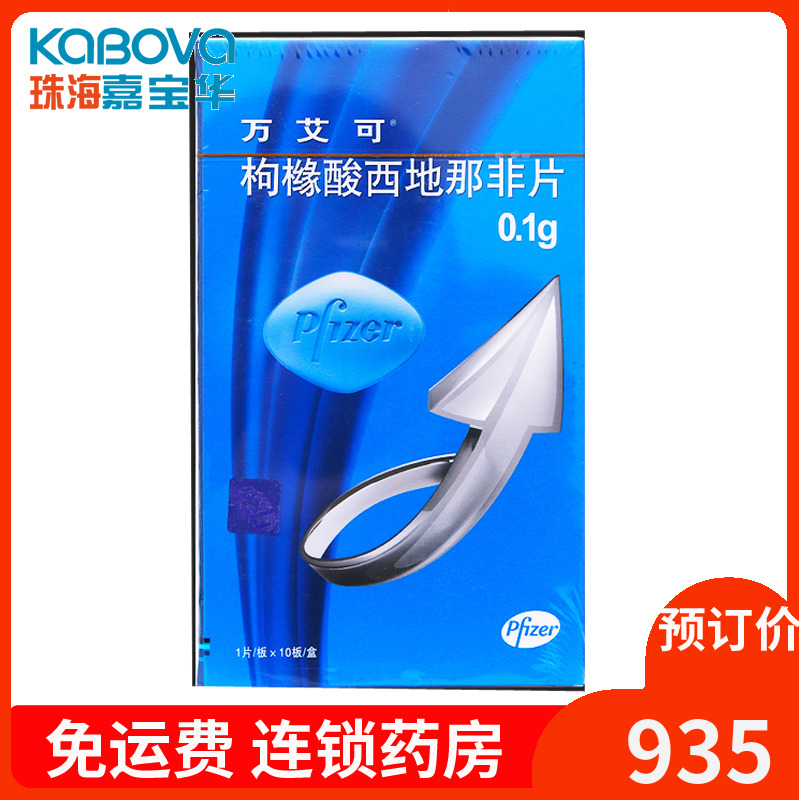 KABOVA
珠海嘉宝华
万艾可®
枸橼酸西地那非片
0.1g
Pfizer
Pfizer
1片/板×10板/盒
预订价
免运费 连锁药房
935